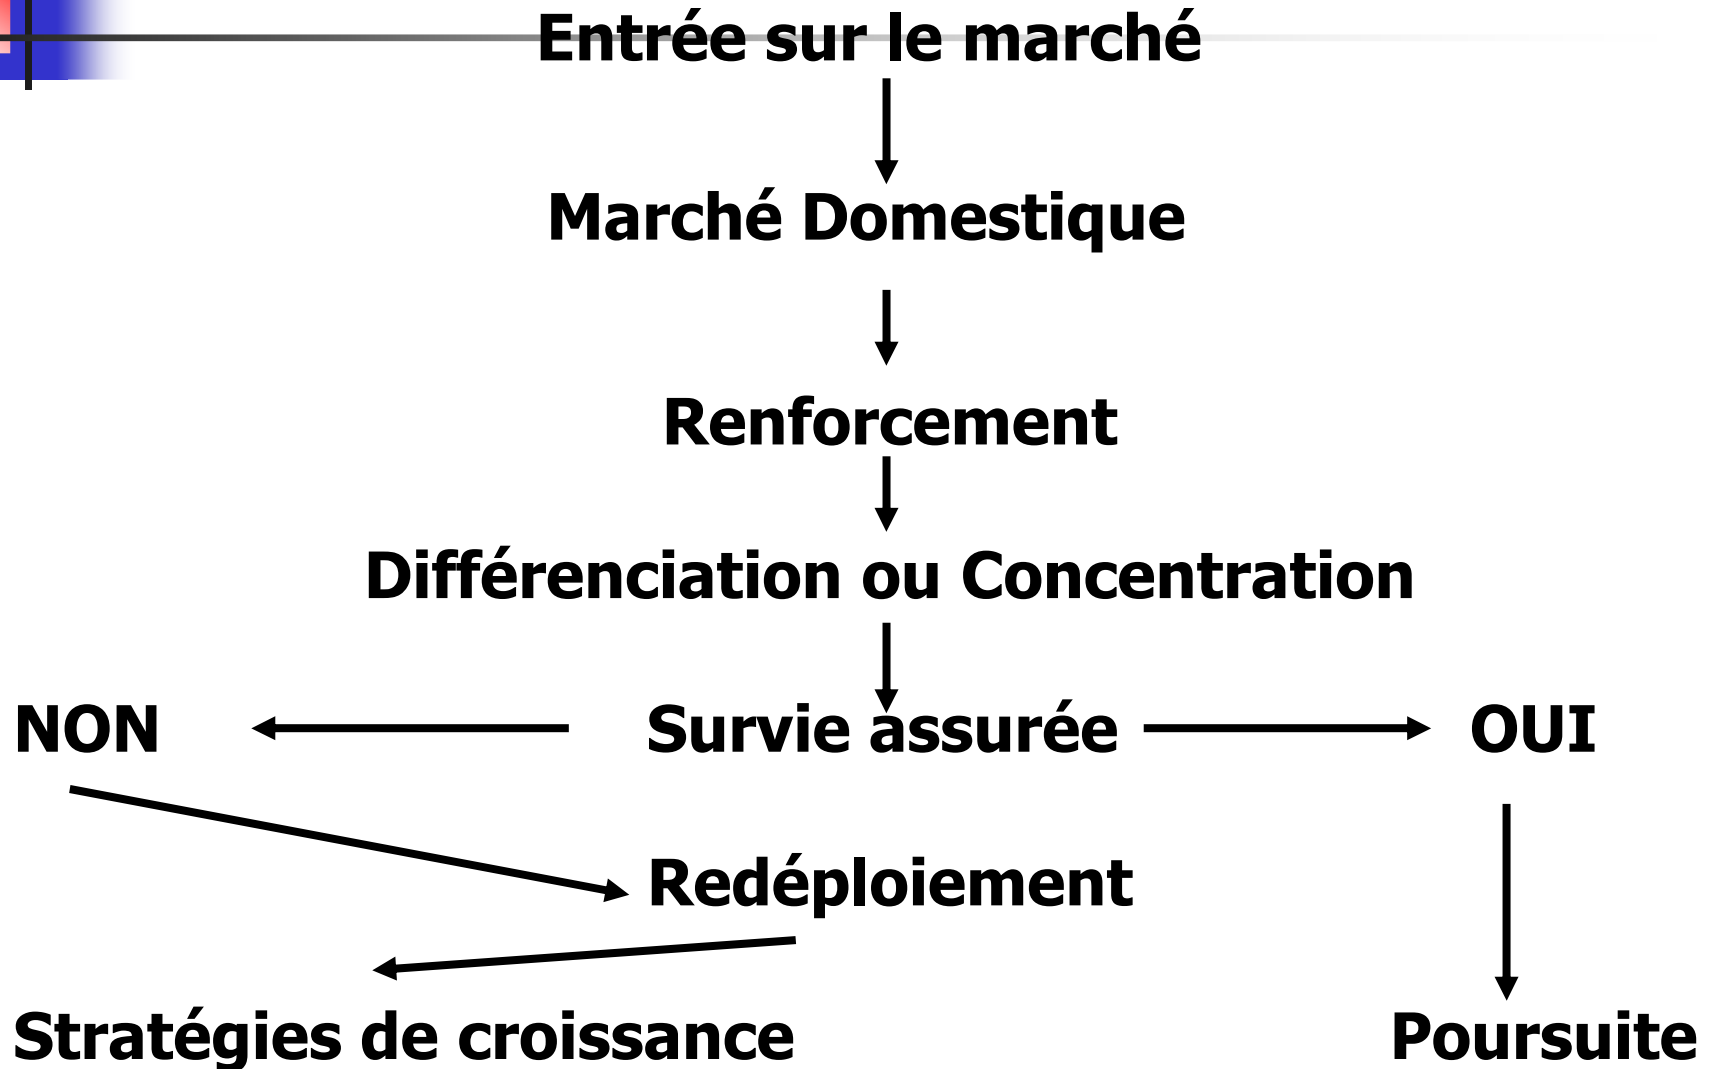 Entrée sur le marché
Marché Domestique
Renforcement
Différenciation ou Concentration
NON Survie assurée OUI
Redéploiement
Stratégies de croissance Poursuite